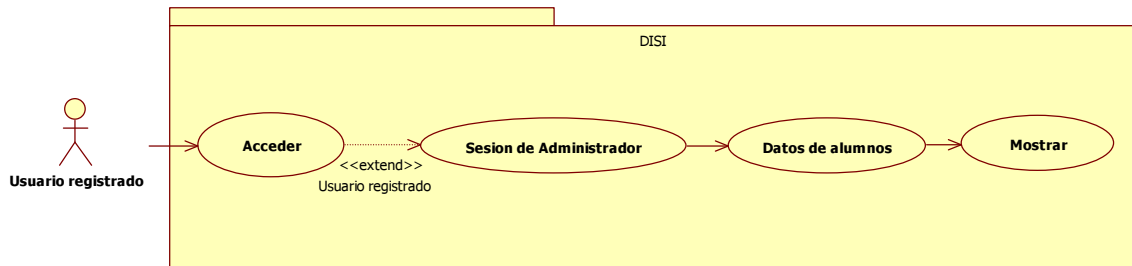 DISI
Usuario registrado
Acceder
<<extend>>
Usuario registrado
Sesion de Administrador
Datos de alumnos
Mostrar